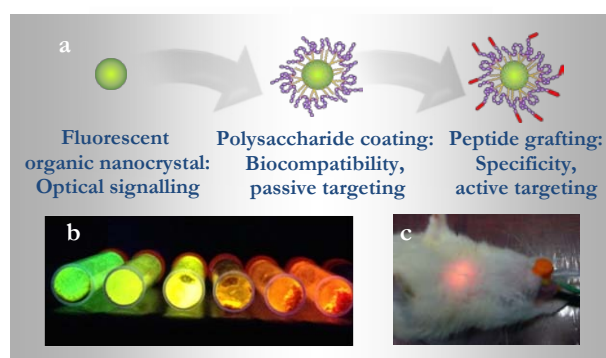 a
Fluorescent
organic nanocrystal:
Optical signalling
Polysaccharide coating:
Biocompatibility,
passive targeting
Peptide grafting:
Specificity,
active targeting
b
c